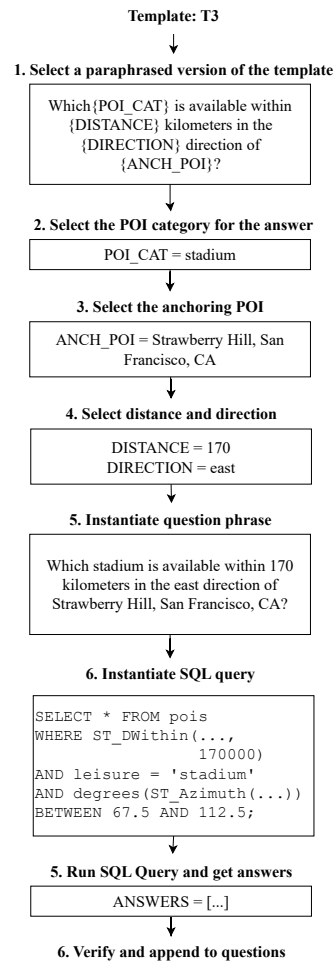 Template: T3
1. Select a paraphrased version of the template
Which{POI_CAT} is available within
{DISTANCE} kilometers in the
{DIRECTION} direction of
{ANCH_POI}?
2. Select the POI category for the answer
POI_CAT = stadium
3. Select the anchoring POI
ANCH_POI = Strawberry Hill, San
Francisco, CA
4. Select distance and direction
DISTANCE = 170
DIRECTION = east
5. Instantiate question phrase
Which stadium is available within 170
kilometers in the east direction of
Strawberry Hill, San Francisco, CA?
6. Instantiate SQL query
SELECT * FROM pois
WHERE ST_DWithin(...,
170000)
AND leisure = 'stadium'
AND degrees(ST_Azimuth(...))
BETWEEN 67.5 AND 112.5;
5. Run SQL Query and get answers
ANSWERS = [...]
6. Verify and append to questions